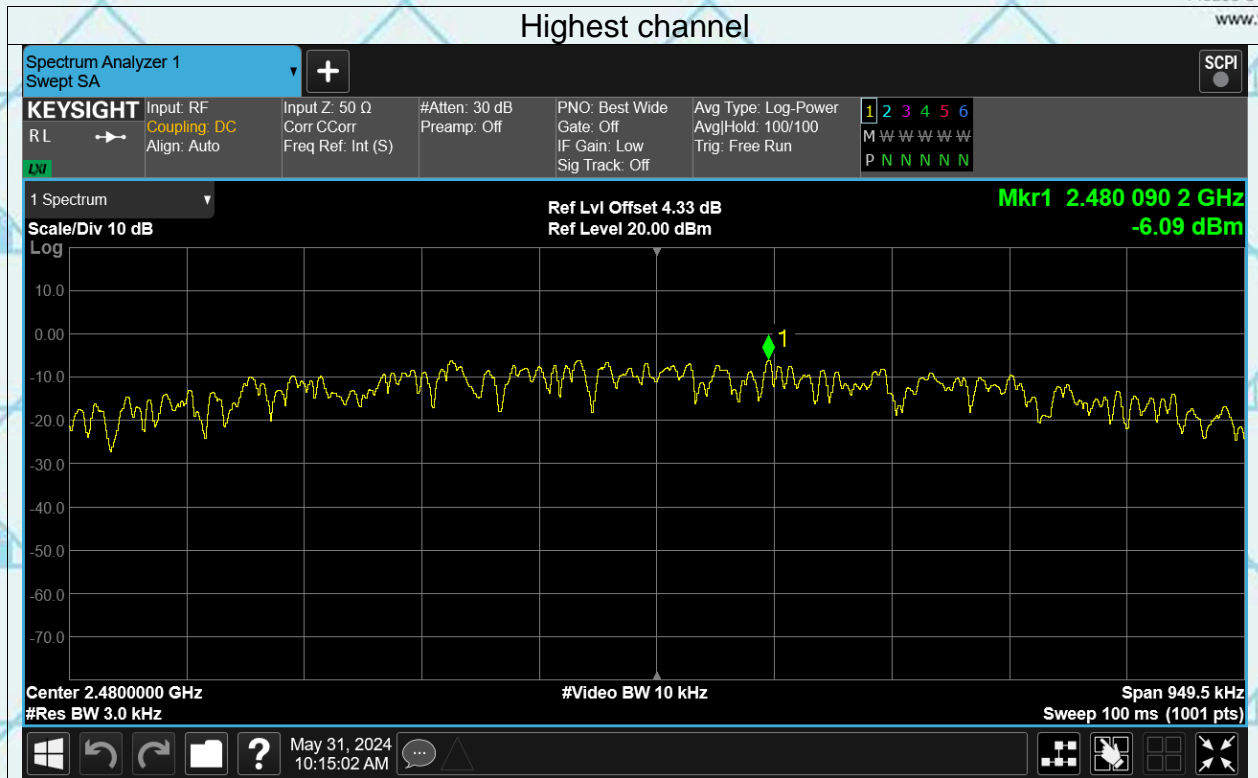 www.
Highest channel
Spectrum Analyzer 1
Swept SA
SCPI
KEYSIGHT Input: RF Input Z: 50 Ω #Atten: 30 dB PNO: Best Wide Avg Type: Log-Power 1 2 3 4 5 6
RL Coupling: DC Corr CCorr Preamp: Off Gate: Off Avg|Hold: 100/100 M W W W W W
Align: Auto Freq Ref: Int (S) IF Gain: Low Trig: Free Run
LXI Sig Track: Off P N N N N N
1 Spectrum Ref Lvl Offset 4.33 dB Mkr1 2.480 090 2 GHz
Scale/Div 10 dB Ref Level 20.00 dBm -6.09 dBm
Log
10.0
0.00
1
-10.0
-20.0
-30.0
-40.0
-50.0
-60.0
-70.0
Center 2.4800000 GHz #Video BW 10 kHz Span 949.5 kHz
#Res BW 3.0 kHz Sweep 100 ms (1001 pts)
? May 31, 2024
10:15:02 AM